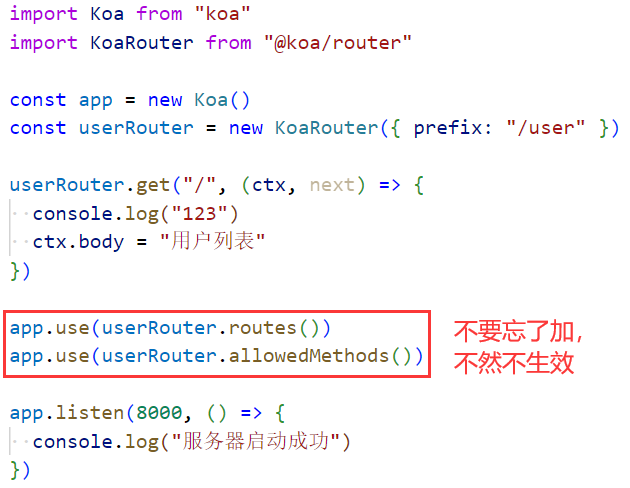 import Koa from "koa"
import KoaRouter from "@koa/router"
const app = new Koa()
const userRouter = new KoaRouter({ prefix: "/user" })
userRouter.get("/", (ctx, next) => {
console.log("123")
ctx.body = "用户列表"
})
app.use(userRouter.routes())
app.use(userRouter.allowedMethods())
不要忘了加，
不然不生效
app.listen(8000, () => {
console.log("服务器启动成功")
})